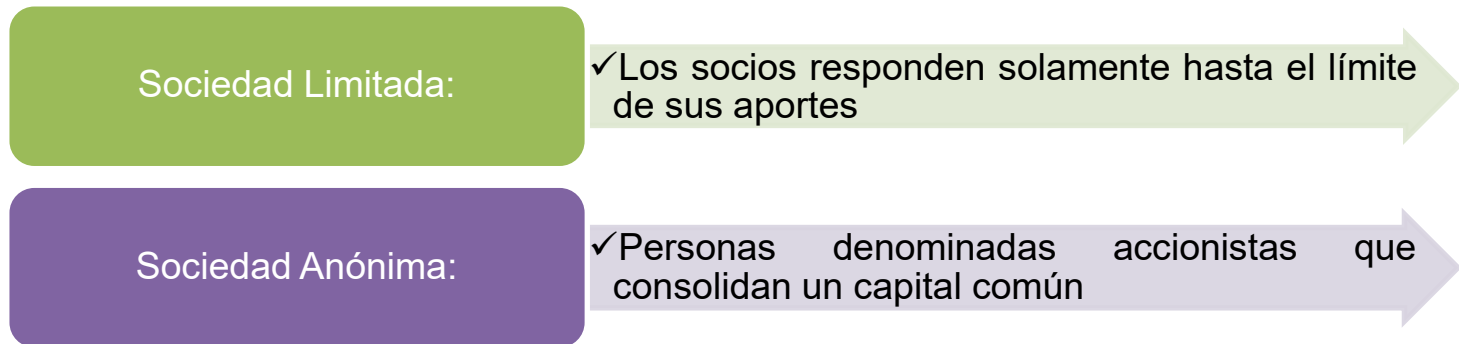 Sociedad Limitada:
✓Los socios responden solamente hasta el límite
de sus aportes
Sociedad Anónima:
✓Personas denominadas accionistas que
consolidan un capital común